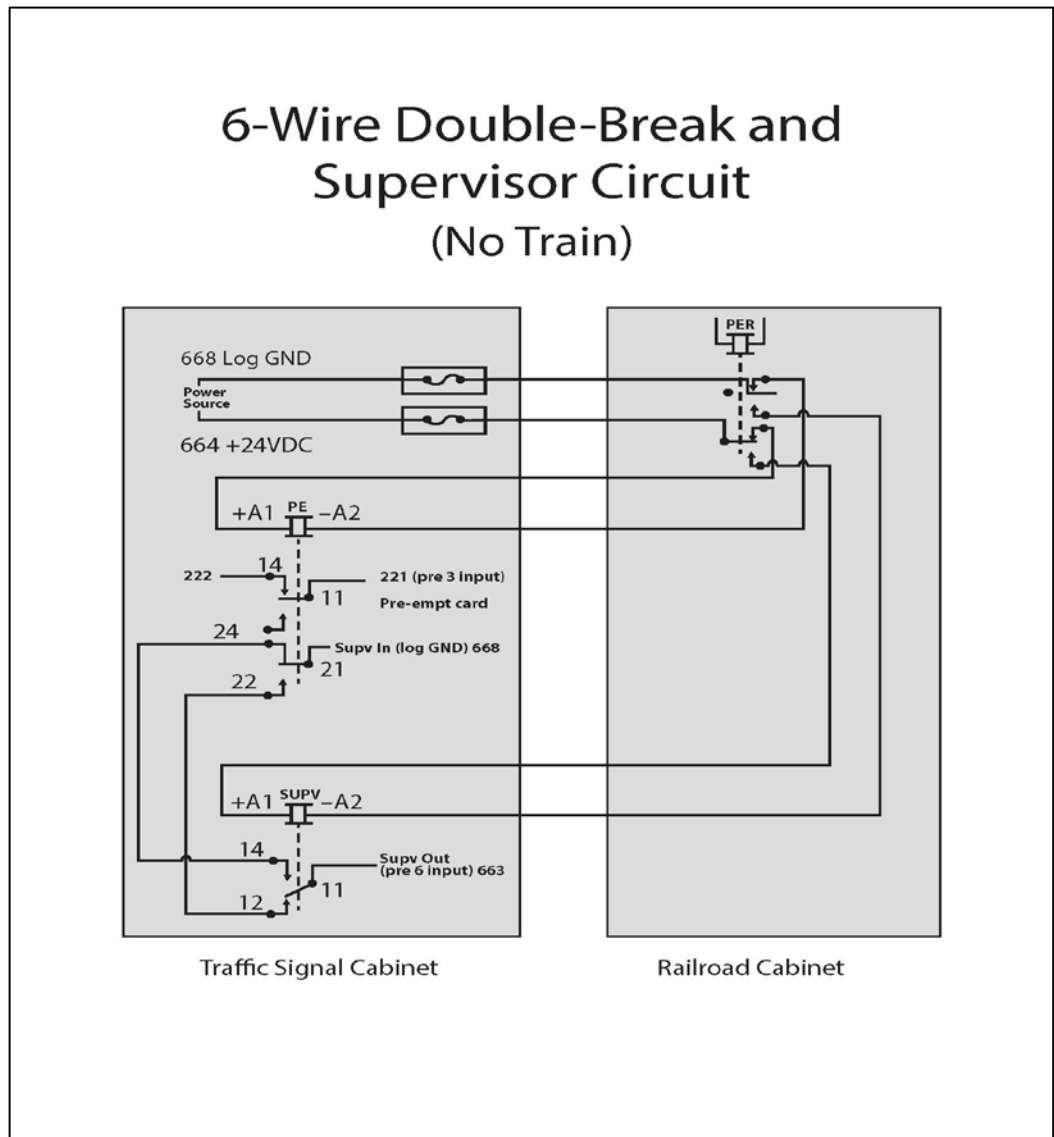 6-Wire Double-Break and
Supervisor Circuit
(No Train)
PER
668 Log GND
Power
Source
664 +24VDC
+A1 PE –A2
14
222
221 (pre 3 input)
11
Pre-empt card
24
Supv In (log GND) 668
21
22
+A1 SUPV –A2
14
Supv Out
(pre 6 input) 663
11
12
Traffic Signal Cabinet
Railroad Cabinet